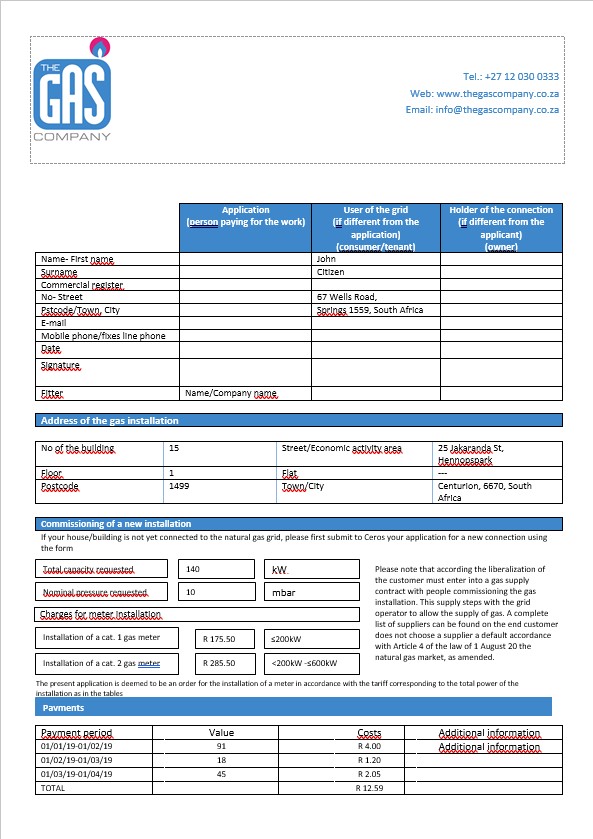 THE
GAS
COMPANY
Tel.: +27 12 030 0333
Web: www.thegascompany.co.za
Email: info@thegascompany.co.za
Application
(person paying for the work)
User of the grid
(if different from the
application)
(consumer/tenant)
Holder of the connection
(if different from the
applicant)
(owner)
Name- First name John
Surname Citizen
Commercial register
No- Street 67 Wells Road,
Pstcode/Town, City Springs 1559, South Africa
E-mail
Mobile phone/fixes line phone
Date
Signature
Fitter Name/Company name
Address of the gas installation
No of the building 15 Street/Economic activity area 25 Jakaranda St,
Hennopspark
Floor 1 Flat ---
Postcode 1499 Town/City Centurion, 6670, South
Africa
Commissioning of a new installation
If your house/building is not yet connected to the natural gas grid, please first submit to Ceros your application for a new connection using
the form
Total capacity requested 140 kW
Nominal pressure requested 10 mbar
Charges for meter installation
Installation of a cat. 1 gas meter R 175.50 ≤200kW
Installation of a cat. 2 gas meter R 285.50 <200kW -≤600kW
Please note that according the liberalization of
the customer must enter into a gas supply
contract with people commissioning the gas
installation. This supply steps with the grid
operator to allow the supply of gas. A complete
list of suppliers can be found on the end customer
does not choose a supplier a default accordance
with Article 4 of the law of 1 August 20 the
natural gas market, as amended.
The present application is deemed to be an order for the installation of a meter in accordance with the tariff corresponding to the total power of the
installation as in the tables
Payments
Payment period Value Costs Additional information
01/01/19-01/02/19 91 R 4.00 Additional information
01/02/19-01/03/19 18 R 1.20
01/03/19-01/04/19 45 R 2.05
TOTAL R 12.59